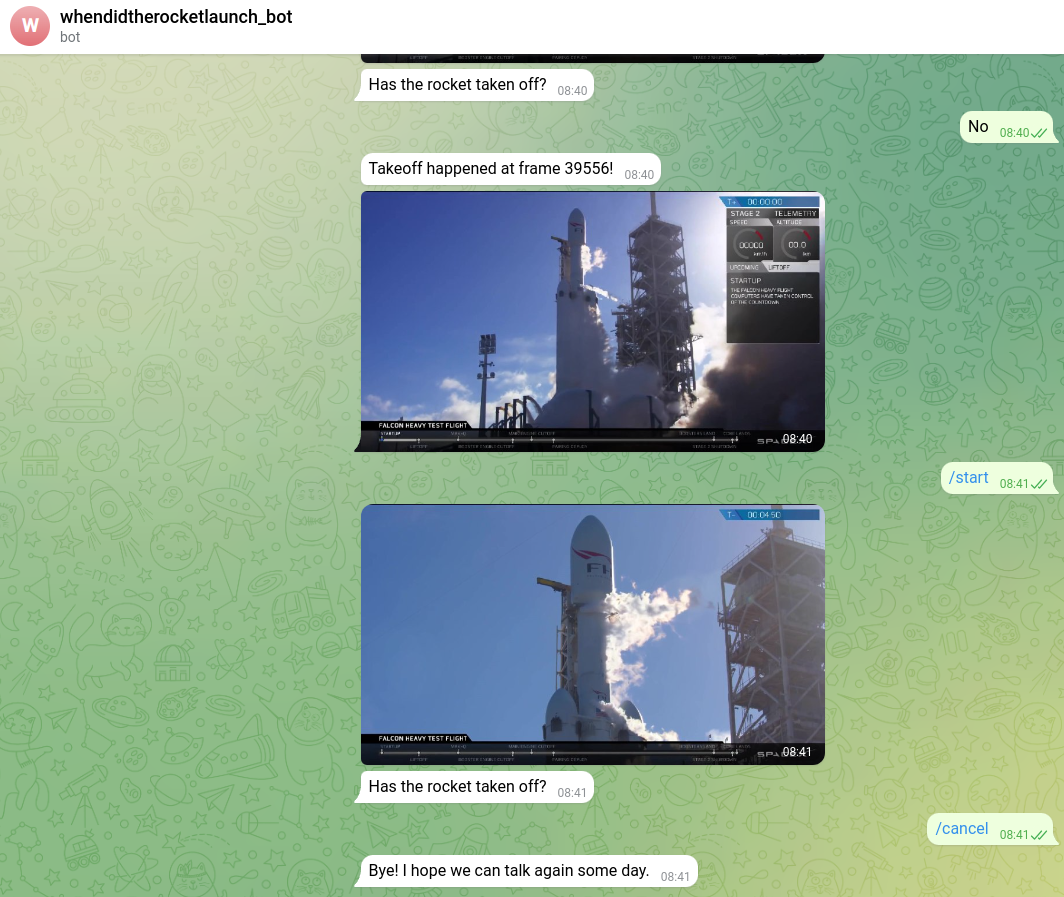 W
whendidtherocketlaunch_bot
bot
Has the rocket taken off? 08:40
No 08:40
Takeoff happened at frame 39556! 08:40
T+ 00:00:00
STAGE 2 TELEMETRY
SPEED ALTITUDE
00000 00.0
km/h km
UPCOMING LIFTOFF
STARTUP
THE FALCON HEAVY FLIGHT
COMPUTERS HAVE TAKEN CONTROL
OF THE COUNTDOWN
FALCON HEAVY TEST FLIGHT
STARTUP
08:40
/start 08:41
T- 00:04:50
FH
FALCON HEAVY TEST FLIGHT
STARTUP
08:41
Has the rocket taken off? 08:41
/cancel 08:41
Bye! I hope we can talk again some day. 08:41